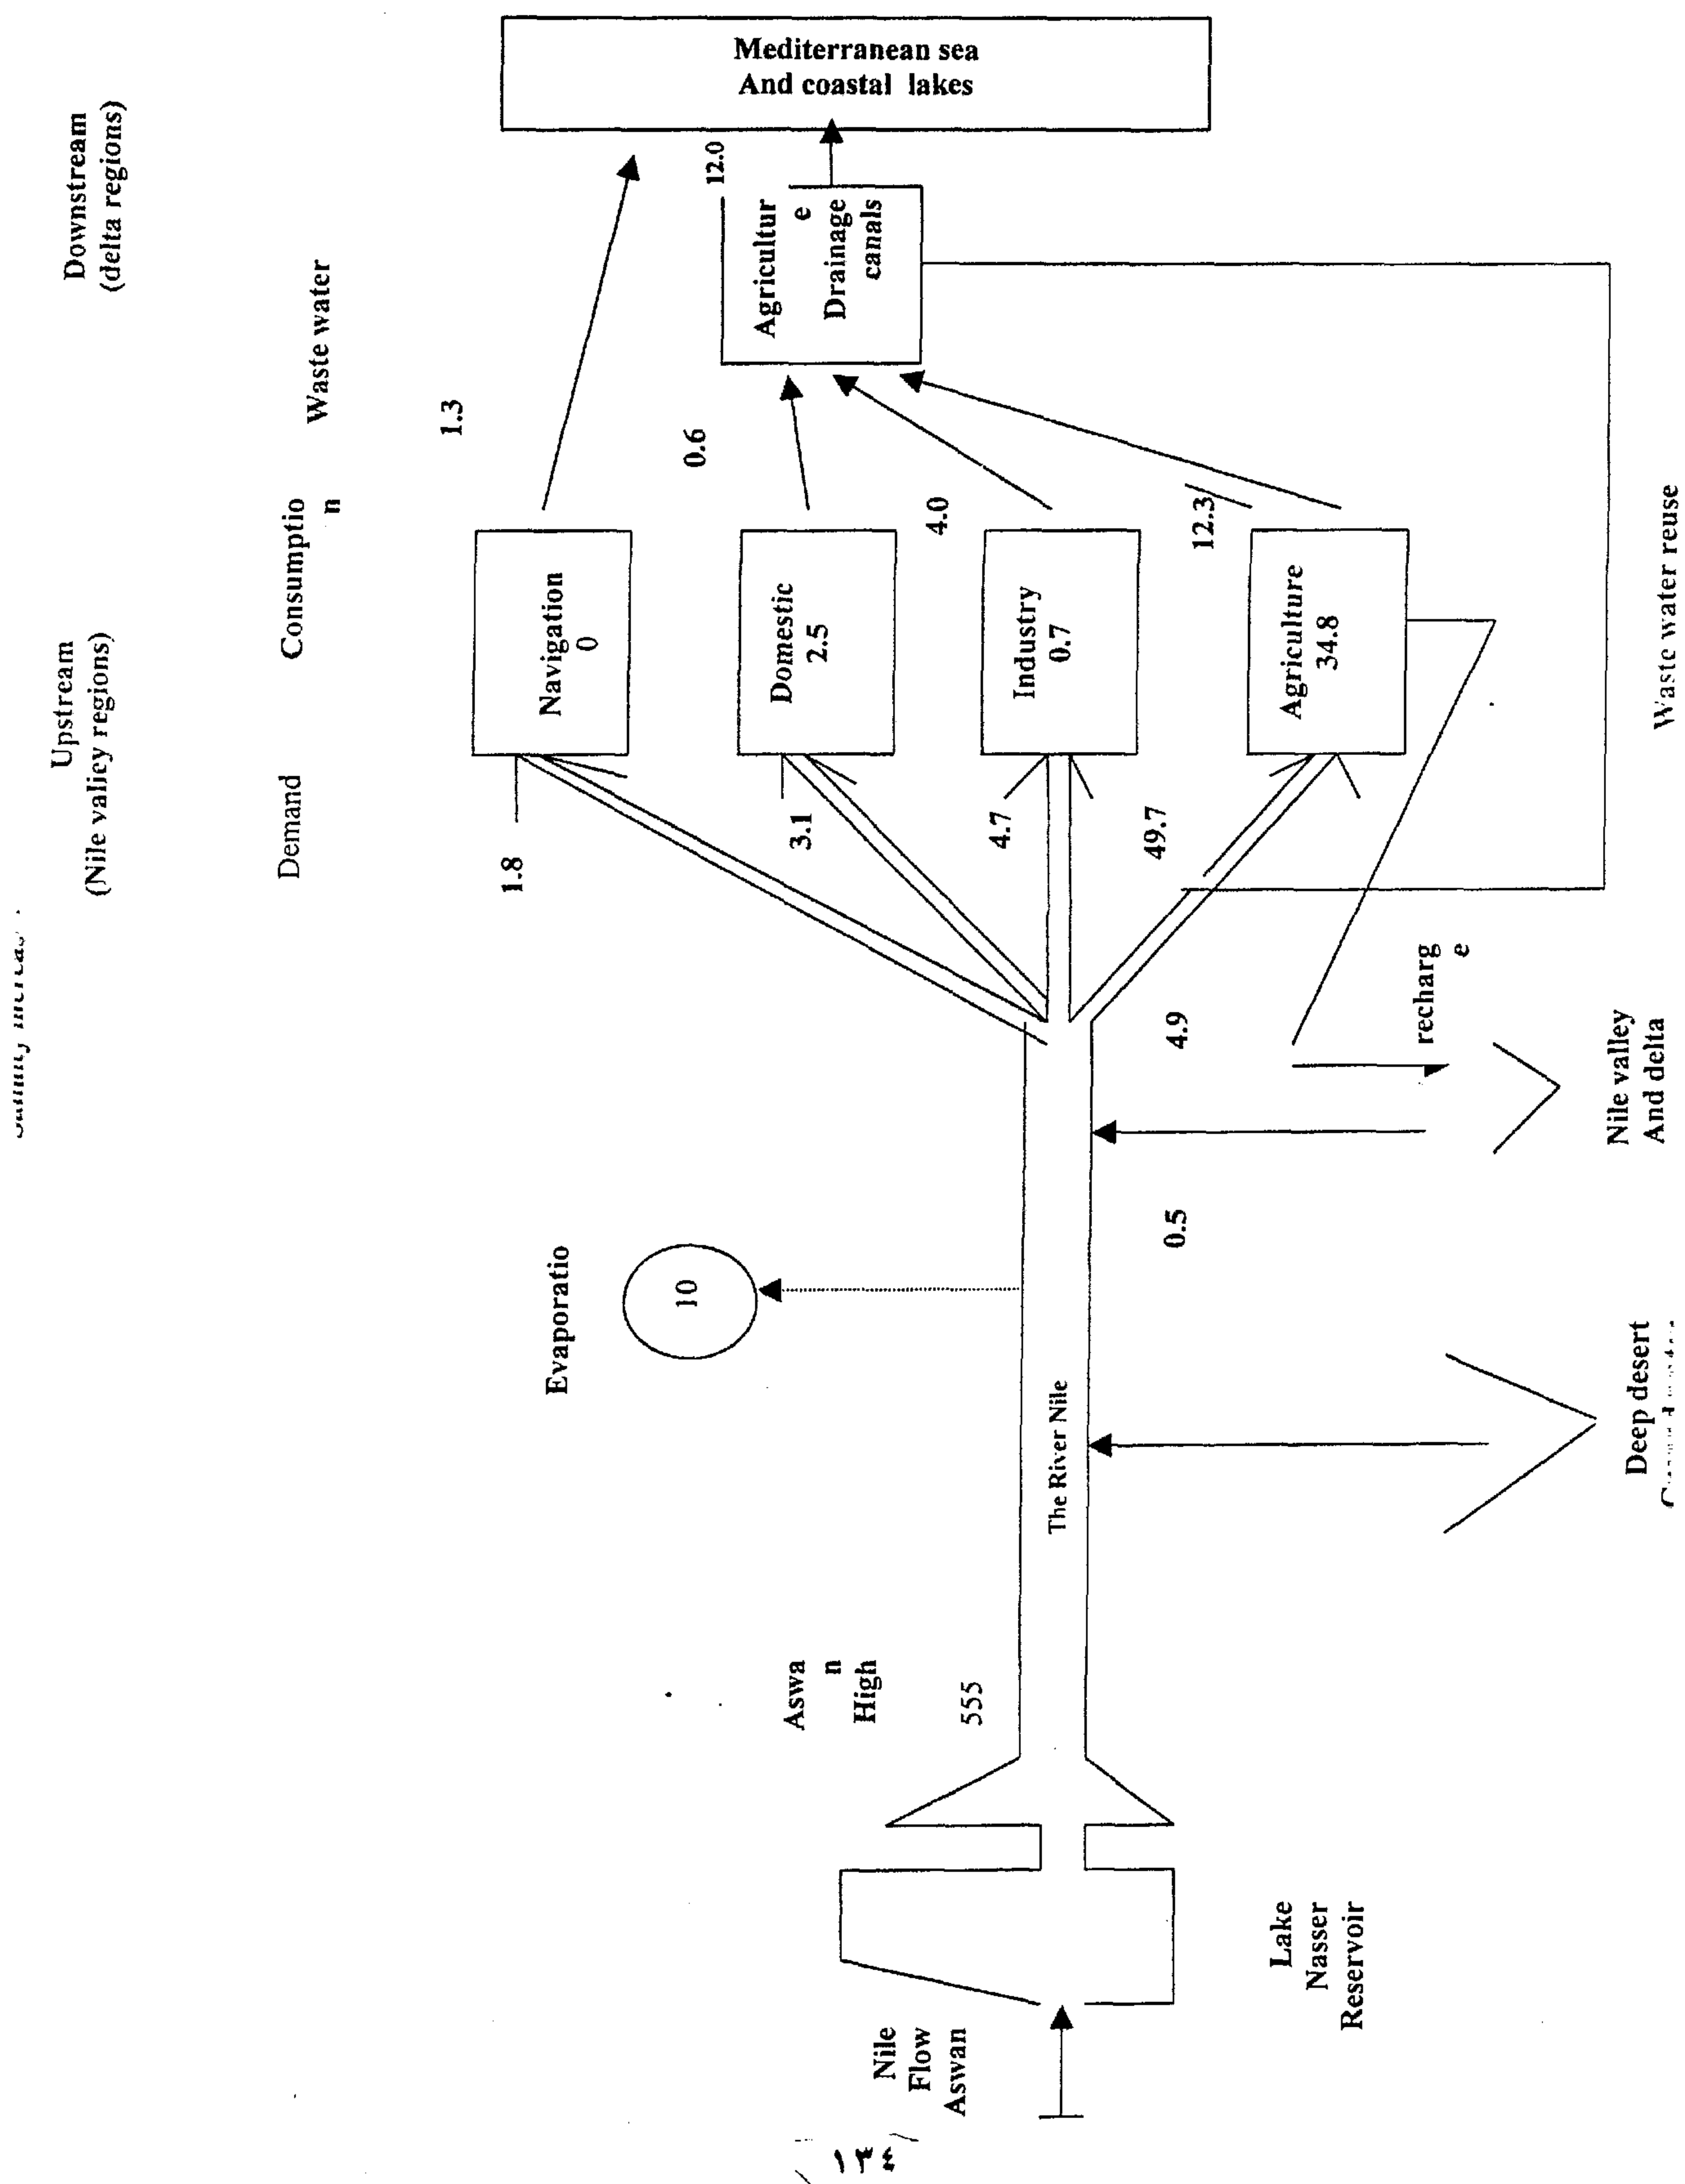 Upstream
(Nile valley regions)
Downstream
(delta regions)
Demand
Consumptio
n
Waste water
1.8
Navigation
0
1.3
Mediterranean sea
And coastal lakes
Evaporatio
10
3.1
Domestic
2.5
0.6
12.0
Agricultur
e
Drainage
canals
Aswa
n
High
555
4.7
Industry
0.7
4.0
Nile
Flow
Aswan
The River Nile
0.5
4.9
49.7
Agriculture
34.8
12.3
Lake
Nasser
Reservoir
recharg
e
Deep desert
Nile valley
And delta
Waste water reuse